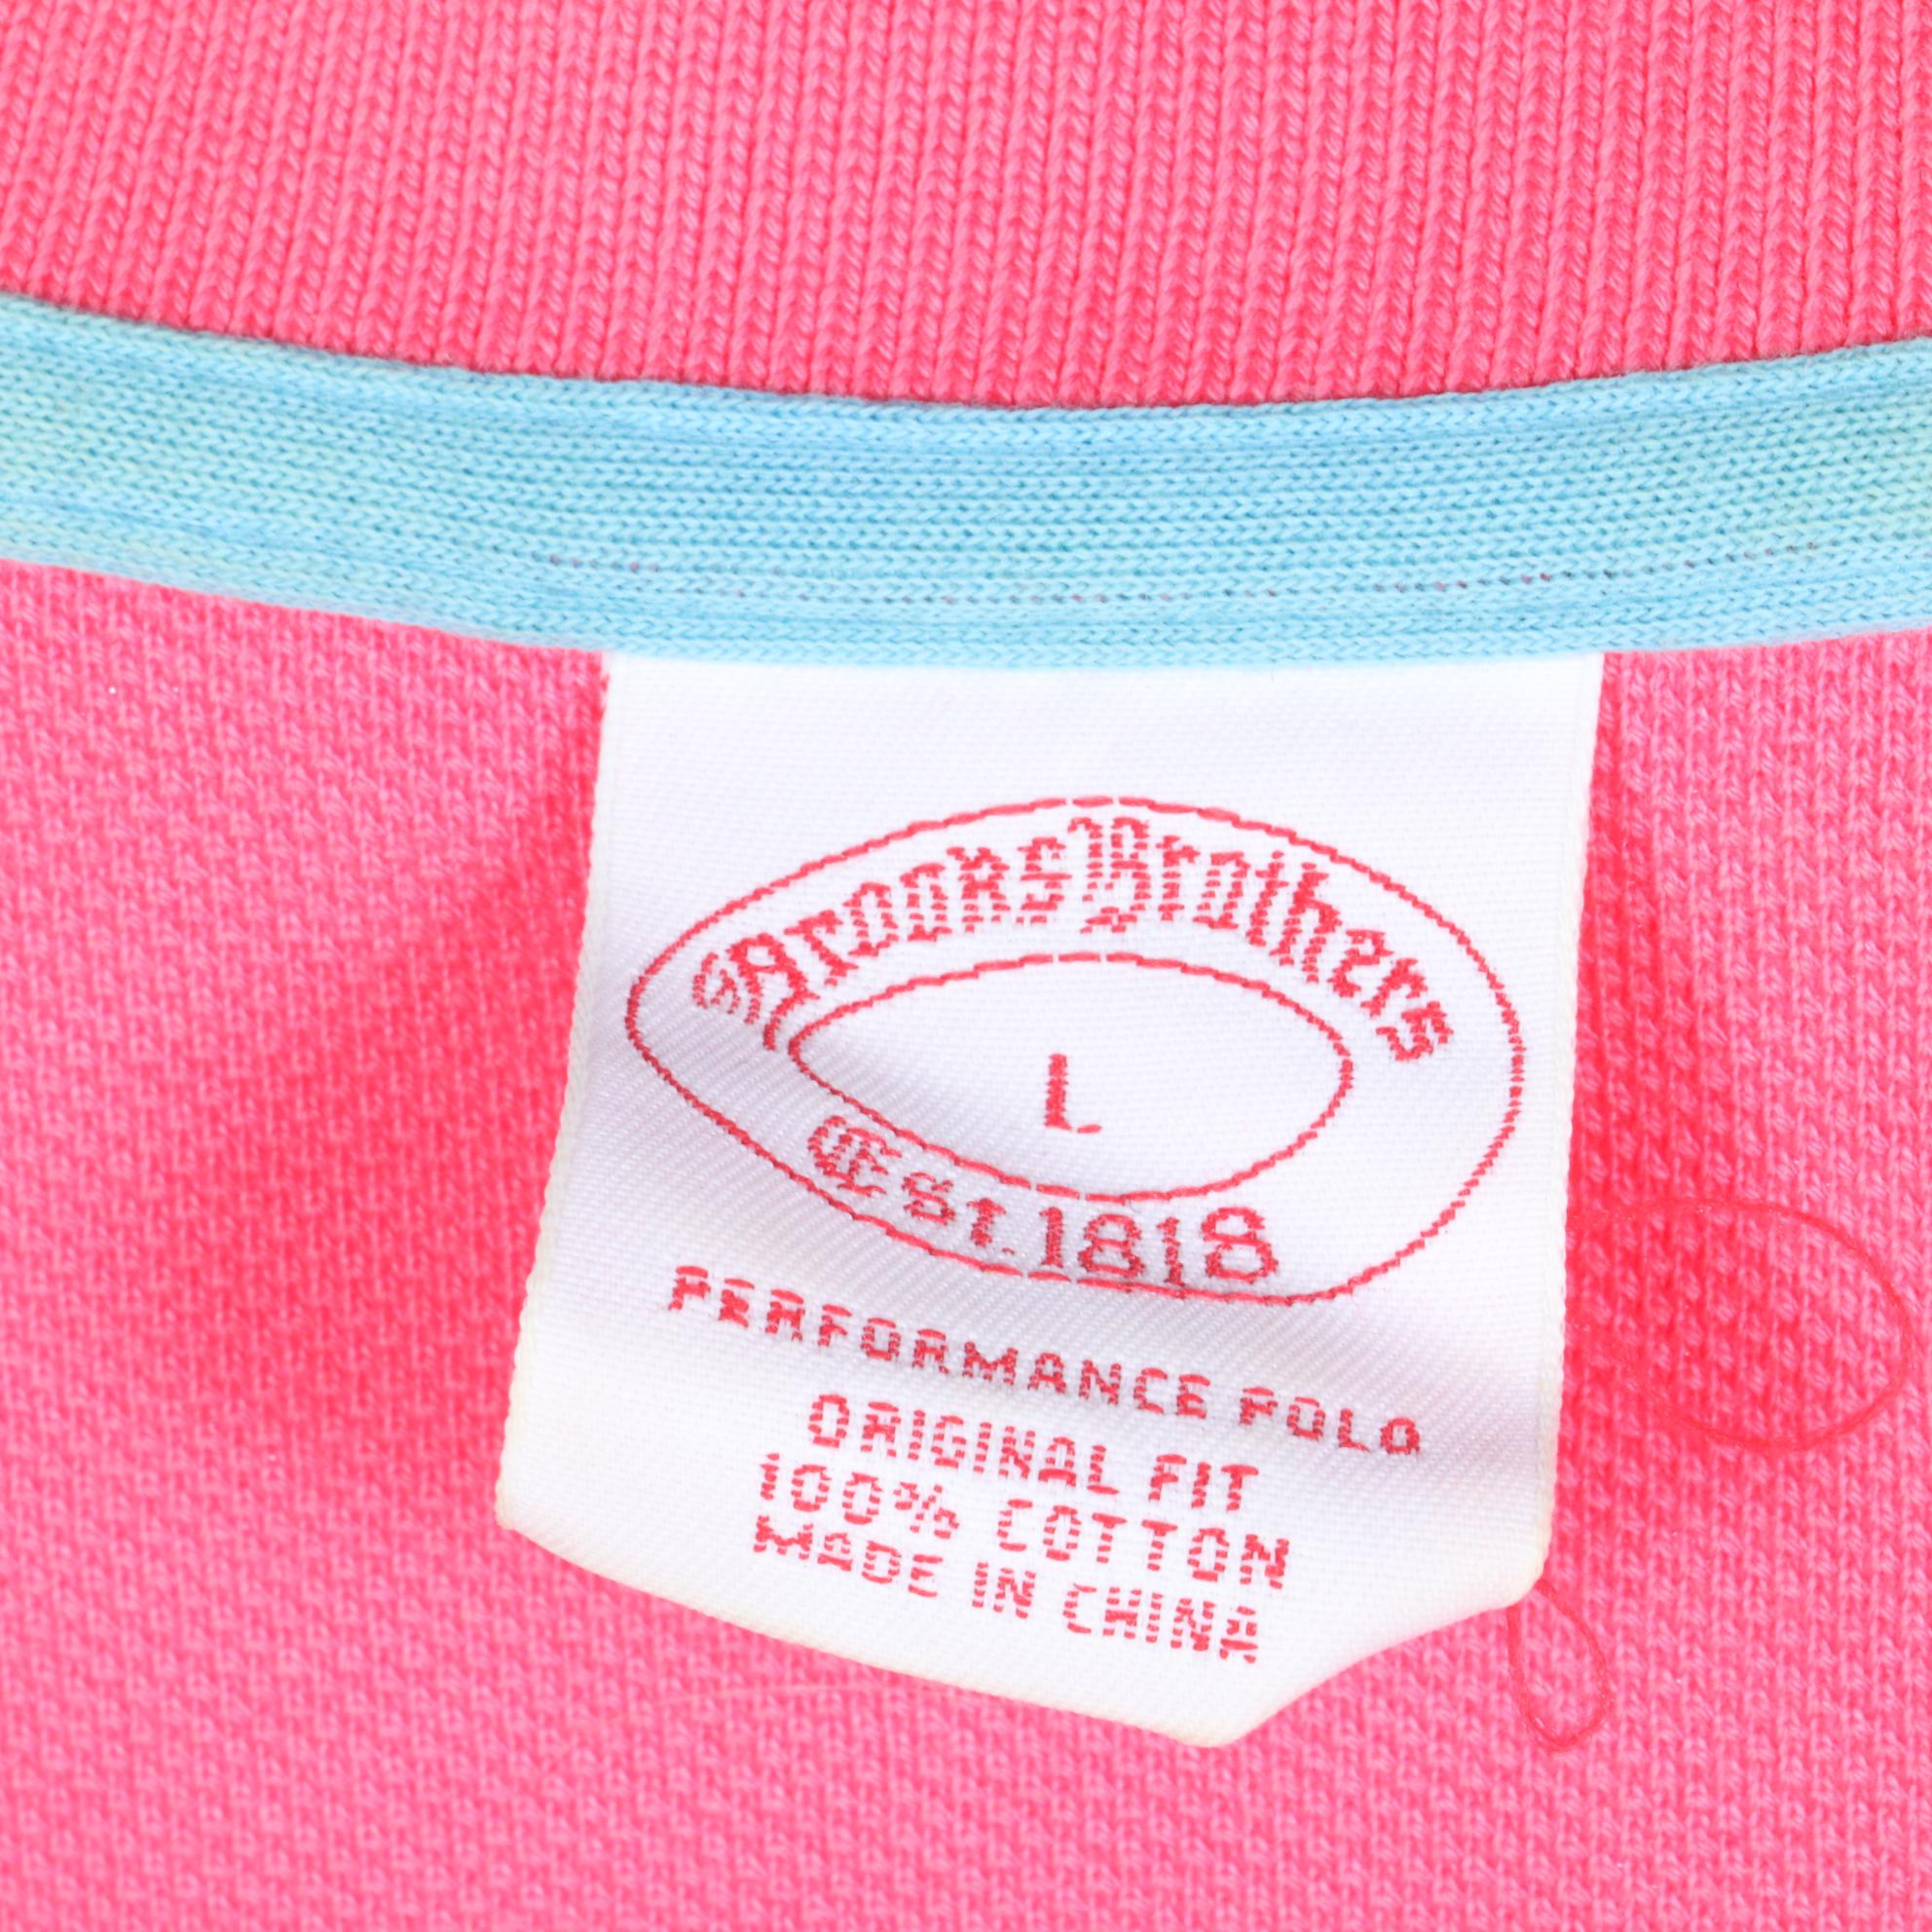 Brooks Brothers
L
Est. 1818
PERFORMANCE POLO
ORIGINAL FIT
100% COTTON
MADE IN CHINA